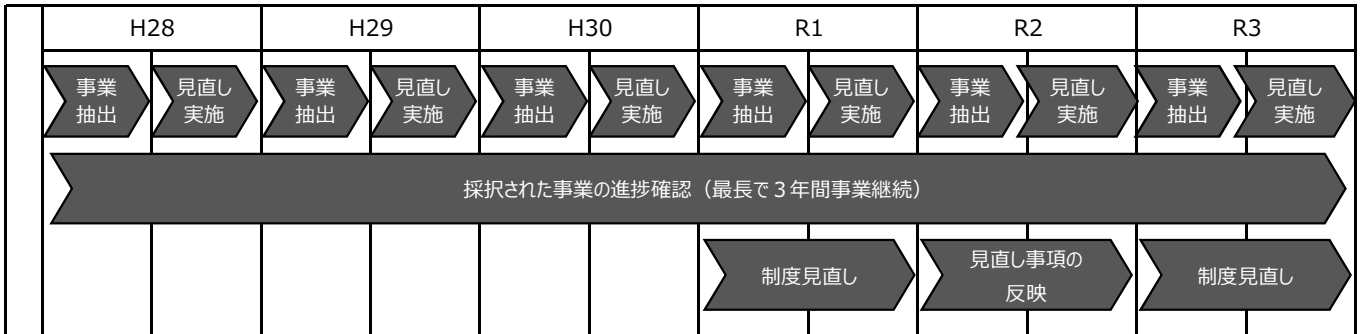 H28 H29 H30 R1 R2 R3
事業
抽出
見直し
実施
事業
抽出
見直し
実施
事業
抽出
見直し
実施
事業
抽出
見直し
実施
事業
抽出
見直し
実施
事業
抽出
見直し
実施
採択された事業の進捗確認（最長で３年間事業継続）
制度見直し
見直し事項の
反映
制度見直し